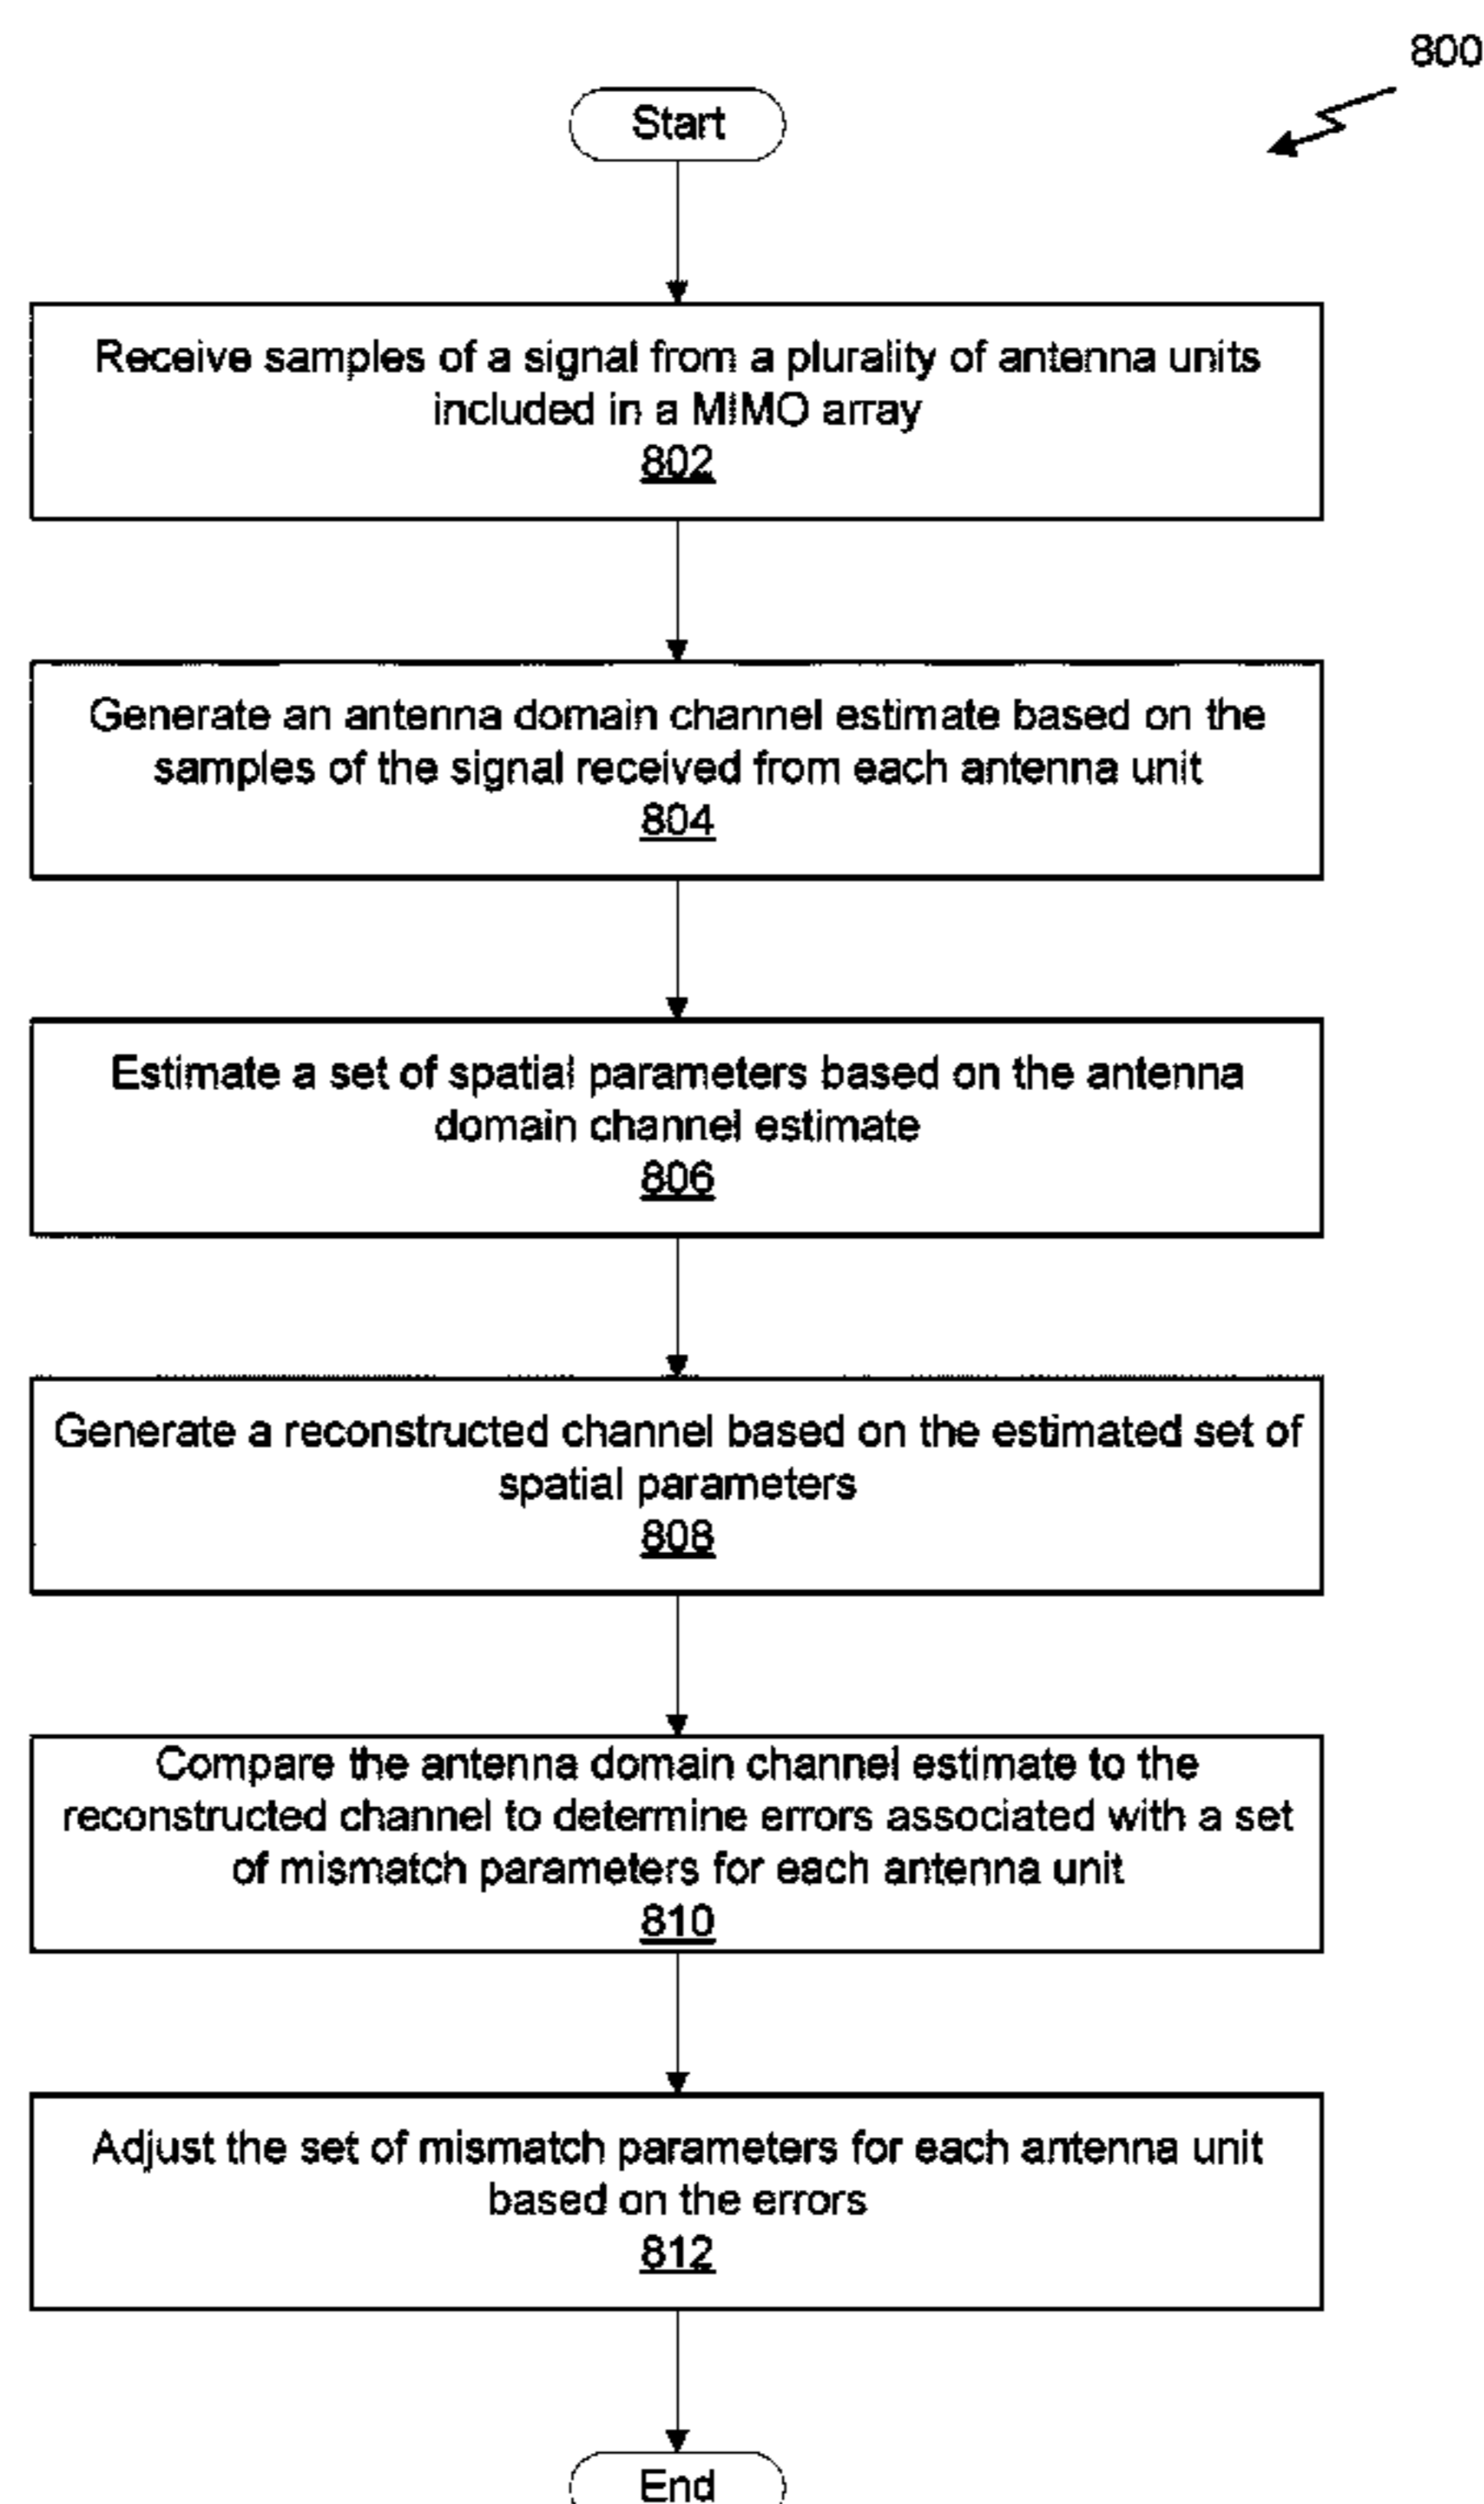 800
Start
Receive samples of a signal from a plurality of antenna units
included in a MIMO array
802
Generate an antenna domain channel estimate based on the
samples of the signal received from each antenna unit
804
Estimate a set of spatial parameters based on the antenna
domain channel estimate
806
Generate a reconstructed channel based on the estimated set of
spatial parameters
808
Compare the antenna domain channel estimate to the
reconstructed channel to determine errors associated with a set
of mismatch parameters for each antenna unit
810
Adjust the set of mismatch parameters for each antenna unit
based on the errors
812
End